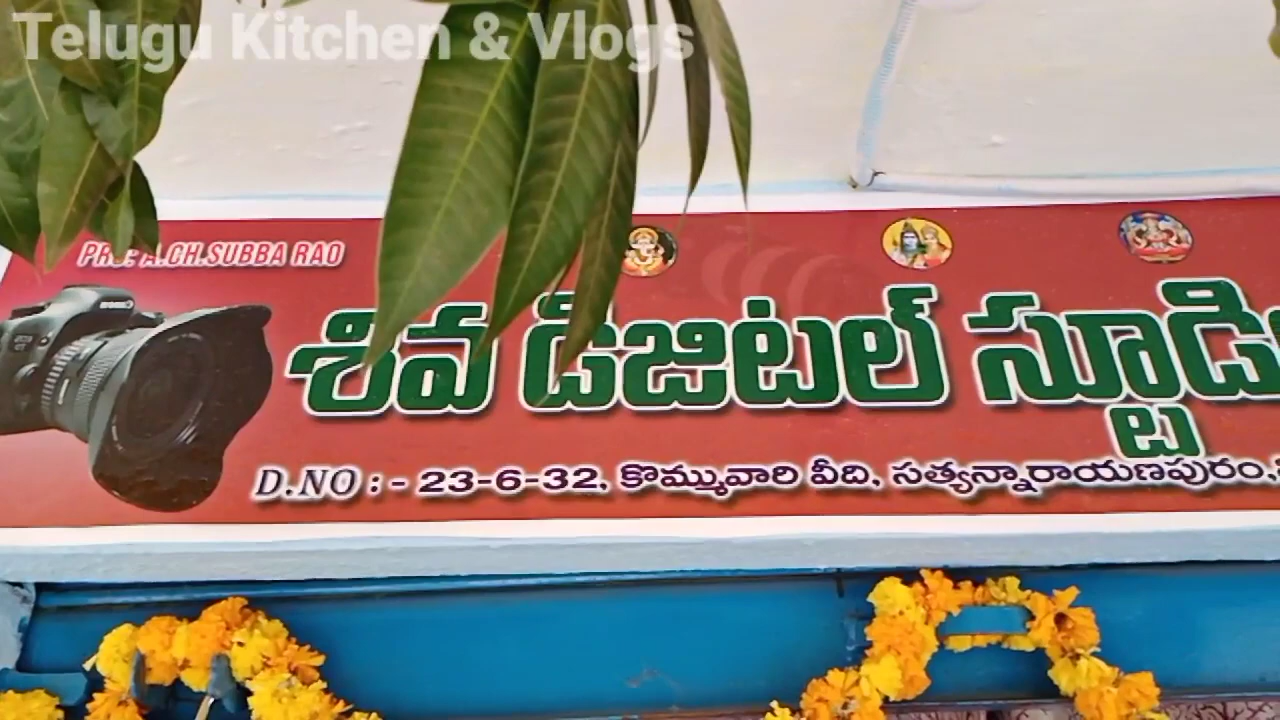 Telugu Kitchen & Vlogs
PRO: A.CH.SUBBA RAO
శివ డిజిటల్ స్టూడి
D.NO :- 23-6-32, కొమ్మువారి వీది, సత్యన్నారాయణపురం,